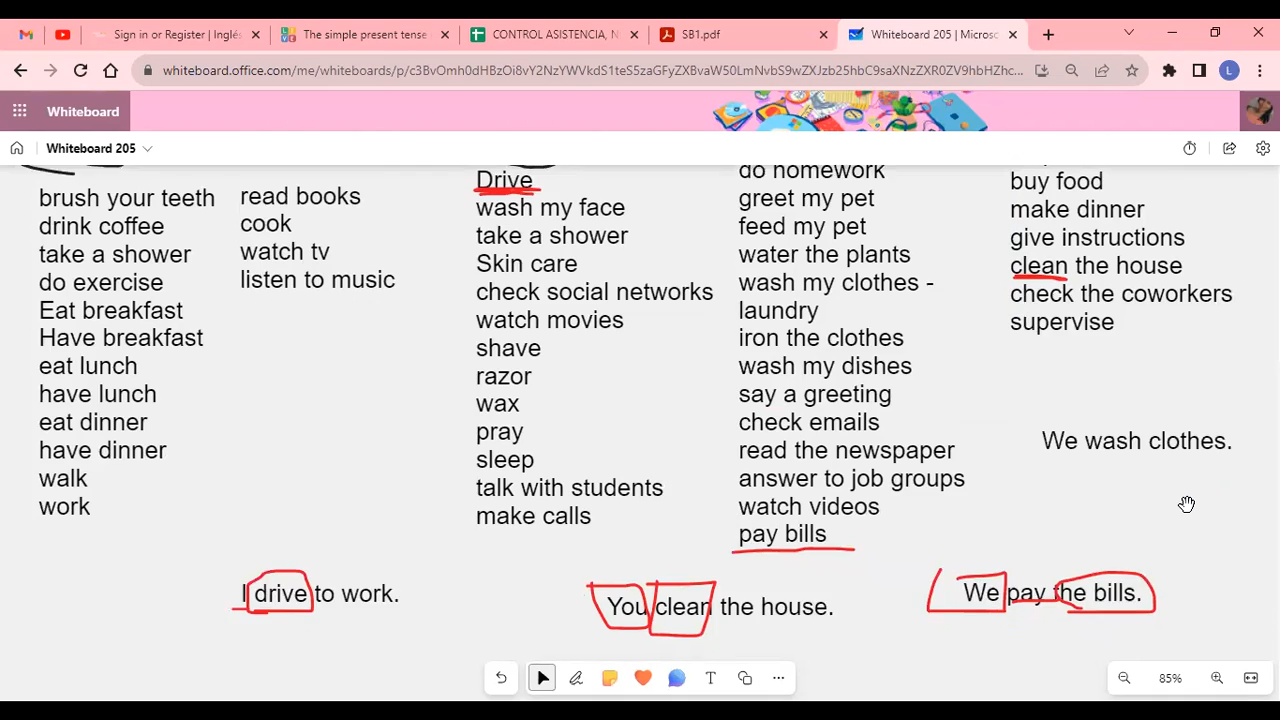 Sign in or Register | Inglés
The simple present tense
CONTROL ASISTENCIA, N
SB1.pdf
Whiteboard 205 | Microsc
whiteboard.office.com/me/whiteboards/p/c3BvOmh0dHBzOi8vY2NzYWVkdS1teS5zaGFyZXBvaW50LmNvbS9wZXJzb25hbC9saXNzZXR0ZV9hbHZhc...
L
Whiteboard
Whiteboard 205
brush your teeth
drink coffee
take a shower
do exercise
Eat breakfast
Have breakfast
eat lunch
have lunch
eat dinner
have dinner
walk
work
read books
cook
watch tv
listen to music
Drive
wash my face
take a shower
Skin care
check social networks
watch movies
shave
razor
wax
pray
sleep
talk with students
make calls
do homework
greet my pet
feed my pet
water the plants
wash my clothes -
laundry
iron the clothes
wash my dishes
say a greeting
check emails
read the newspaper
answer to job groups
watch videos
pay bills
buy food
make dinner
give instructions
clean the house
check the coworkers
supervise
We wash clothes.
I drive to work.
You clean the house.
We pay the bills.
85%